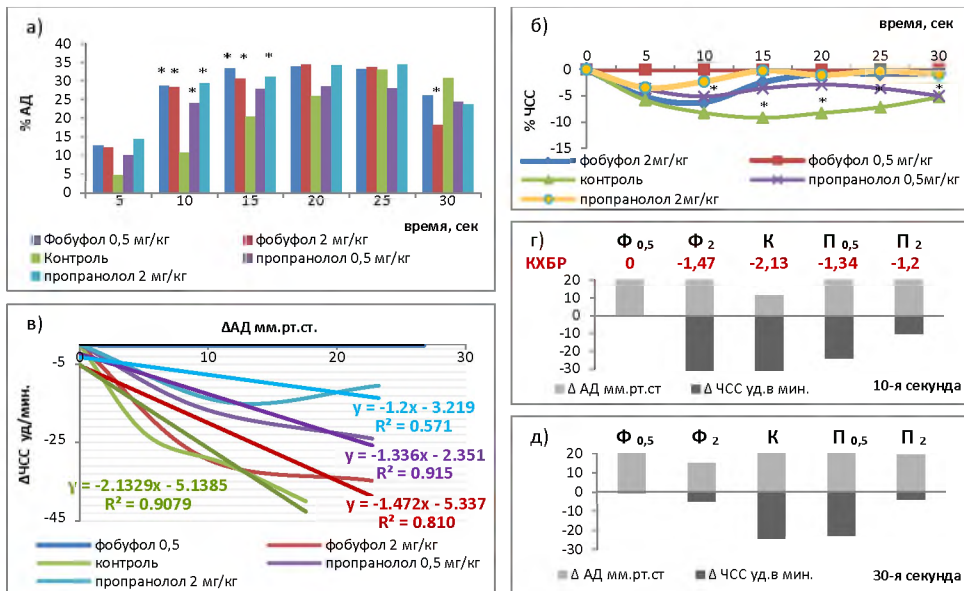 а)
% АД
40
35
30
25
20
15
10
5
0
* * * *
* * *
*
5 10 15 20 25 30
время, сек
Фобуфол 0,5 мг/кг фобуфол 2 мг/кг
Контроль пропранолол 0,5 мг/кг
пропранолол 2 мг/кг
б)
время, сек
0 5 10 15 20 25 30
0
-5
-10
-15
% ЧСС
* * * *
фобуфол 2мг/кг фобуфол 0,5 мг/кг
контроль пропранолол 0,5мг/кг
пропранолол 2мг/кг
в)
ΔАД мм.рт.ст.
0 10 20 30
-5
-25
-45
ΔЧСС уд/мин.
y = -1.2x - 3.219
R² = 0.571
y = -1.336x - 2.351
R² = 0.915
y = -2.1329x - 5.1385
R² = 0.9079
y = -1.472x - 5.337
R² = 0.810
фобуфол 0,5 фобуфол 2 мг/кг
контроль пропранолол 0,5 мг/кг
пропранолол 2 мг/кг
г)
Ф 0,5 Ф 2 К П 0,5 П 2
КХБР 0 -1,47 -2,13 -1,34 -1,2
20
10
0
-10
-20
-30
Δ АД мм.рт.ст Δ ЧСС уд.в мин.
10-я секунда
д)
Ф 0,5 Ф 2 К П 0,5 П 2
20
10
0
-10
-20
-30
Δ АД мм.рт.ст Δ ЧСС уд.в мин.
30-я секунда